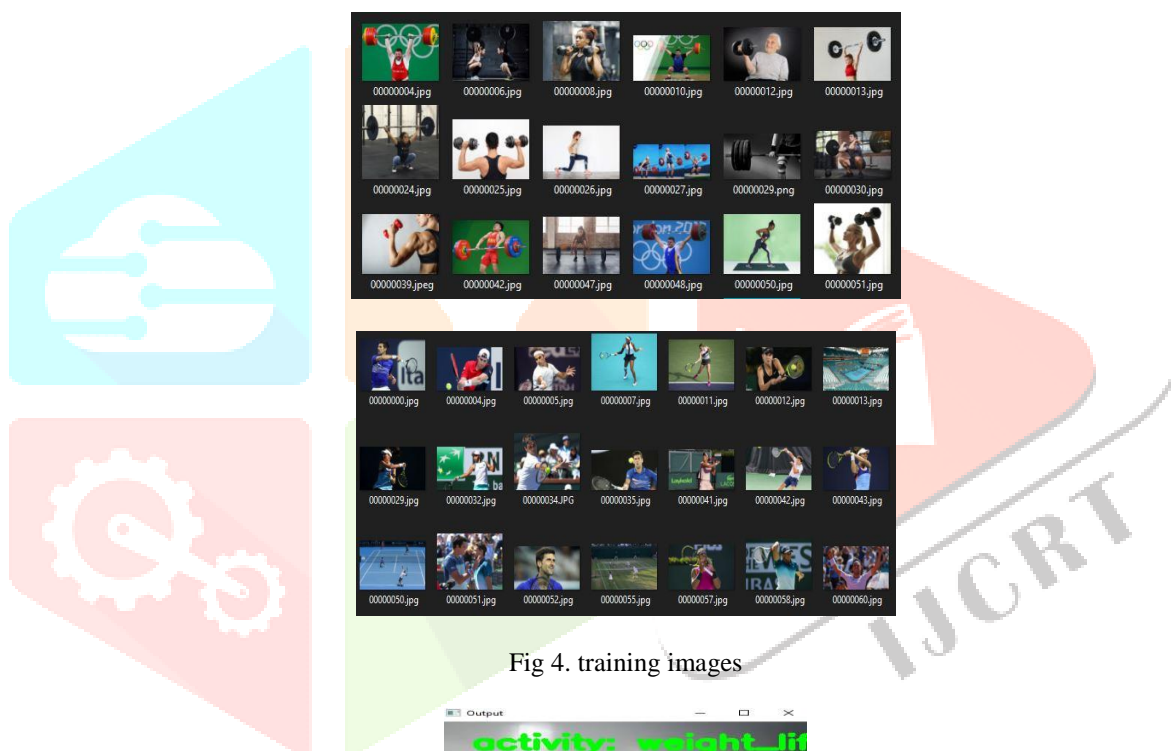 00000004.jpg 00000006.jpg 00000008.jpg 00000010.jpg 00000012.jpg 00000013.jpg
00000024.jpg 00000025.jpg 00000026.jpg 00000027.jpg 00000029.png 00000030.jpg
00000039.jpeg 00000042.jpg 00000047.jpg 00000048.jpg 00000050.jpg 00000051.jpg
00000000.jpg 00000004.jpg 00000005.jpg 00000007.jpg 00000011.jpg 00000012.jpg 00000013.jpg
00000029.jpg 00000032.jpg 00000034.JPG 00000035.jpg 00000041.jpg 00000042.jpg 00000043.jpg
00000050.jpg 00000051.jpg 00000052.jpg 00000055.jpg 00000057.jpg 00000058.jpg 00000060.jpg
IJCRT
Fig 4. training images
Output
activity: weight_lif